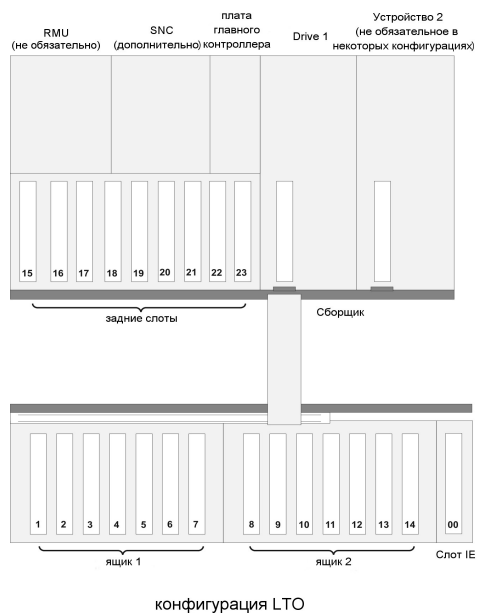 RMU
(не обязательно)
SNC
(дополнительно)
плата
главного
контроллера
Drive 1
Устройство 2
(не обязательное в
некоторых конфигурациях)
15 16 17 18 19 20 21 22 23
задние слоты
Сборщик
1 2 3 4 5 6 7 8 9 10 11 12 13 14 00
ящик 1
ящик 2
Слот IE
конфигурация LTO